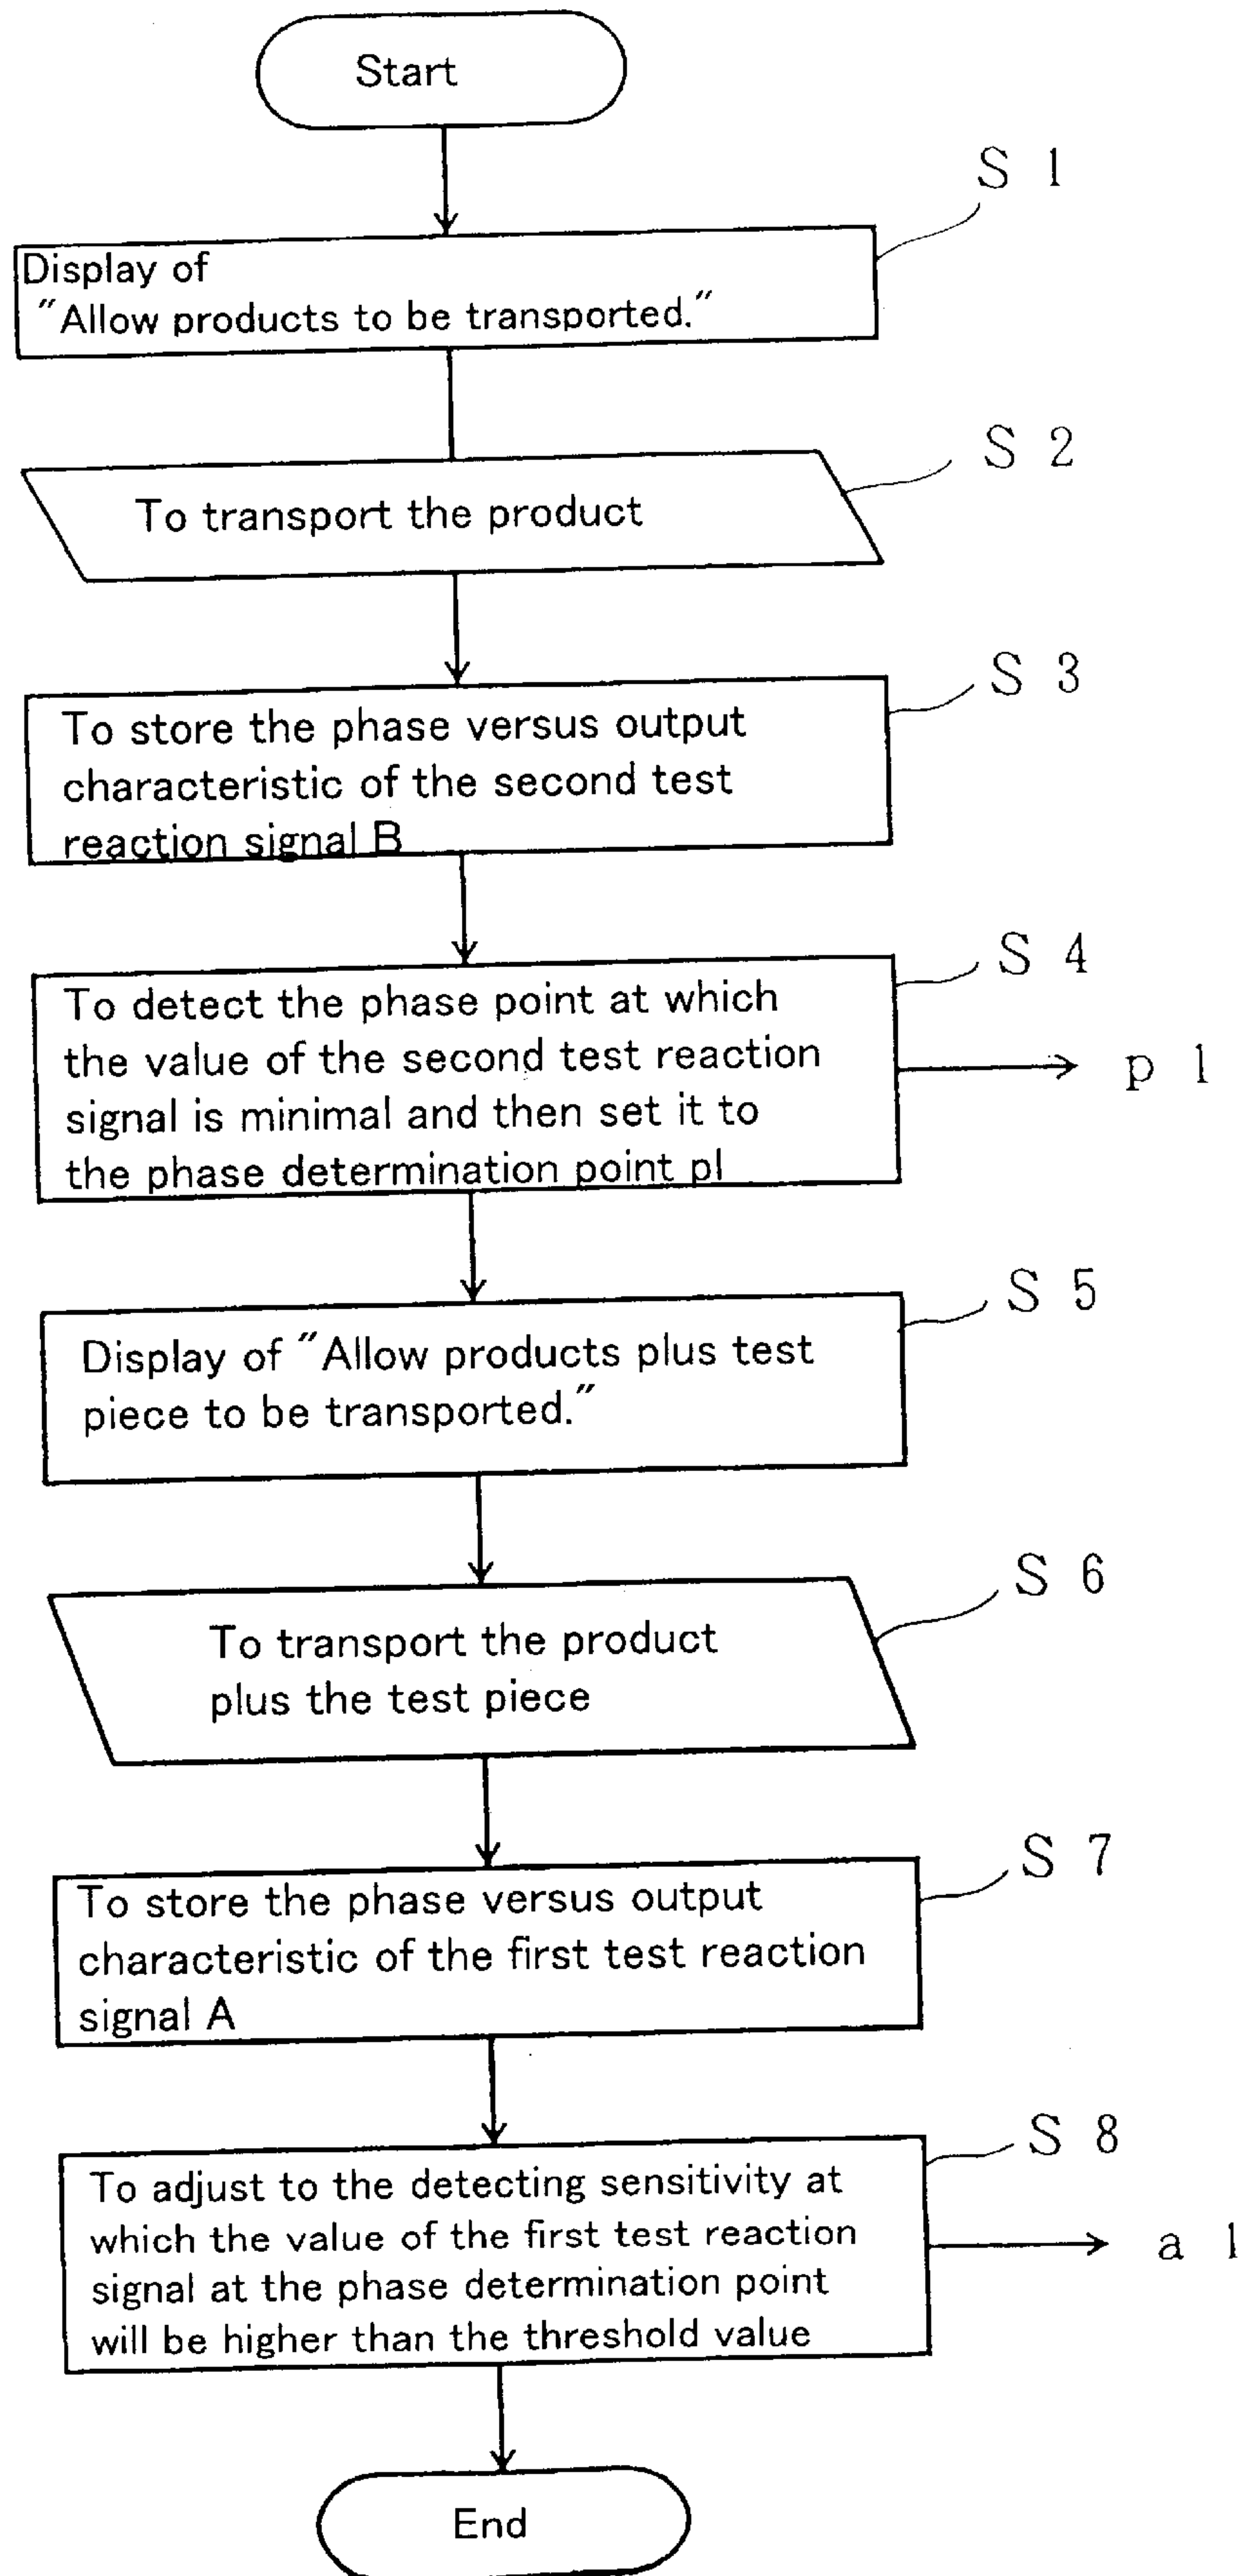 Start
S 1
Display of
"Allow products to be transported."
S 2
To transport the product
S 3
To store the phase versus output
characteristic of the second test
reaction signal B
S 4
To detect the phase point at which
the value of the second test reaction
signal is minimal and then set it to
the phase determination point pl
p 1
S 5
Display of "Allow products plus test
piece to be transported."
S 6
To transport the product
plus the test piece
S 7
To store the phase versus output
characteristic of the first test reaction
signal A
S 8
To adjust to the detecting sensitivity at
which the value of the first test reaction
signal at the phase determination point
will be higher than the threshold value
a 1
End